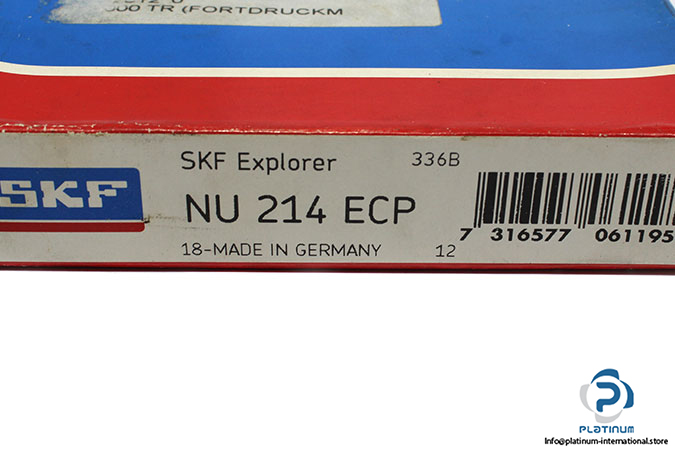 000 TR (FORTDRUCKM
SKF
SKF Explorer 336B
NU 214 ECP
18-MADE IN GERMANY 12
7 316577 061195
PLATINUM
Info@platinum-international.store